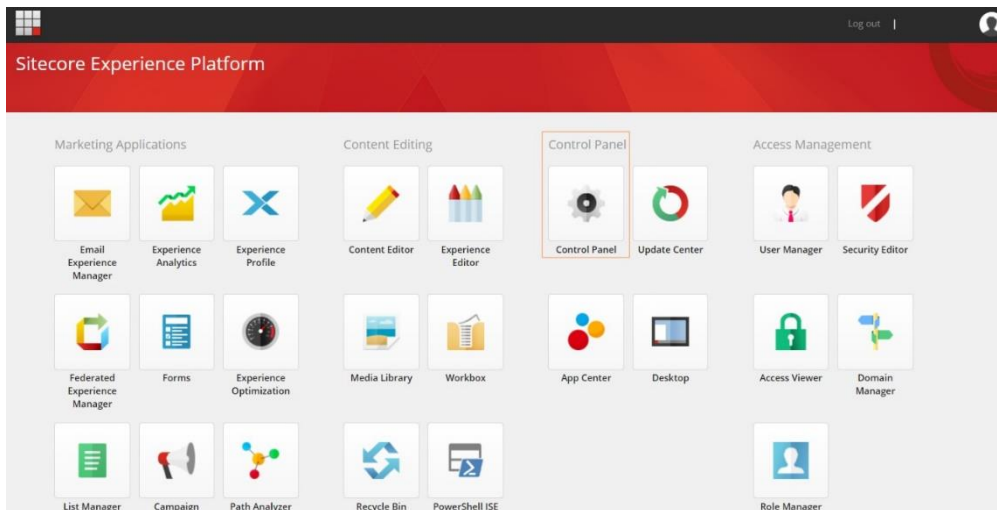 Log out |
Sitecore Experience Platform
Marketing Applications
Content Editing
Control Panel
Access Management
Email
Experience
Manager
Experience
Analytics
Experience
Profile
Content Editor
Experience
Editor
Control Panel
Update Center
User Manager
Security Editor
Federated
Experience
Manager
Forms
Experience
Optimization
Media Library
Workbox
App Center
Desktop
Access Viewer
Domain
Manager
List Manager
Campaign
Path Analyzer
Recycle Bin
PowerShell ISE
Role Manager